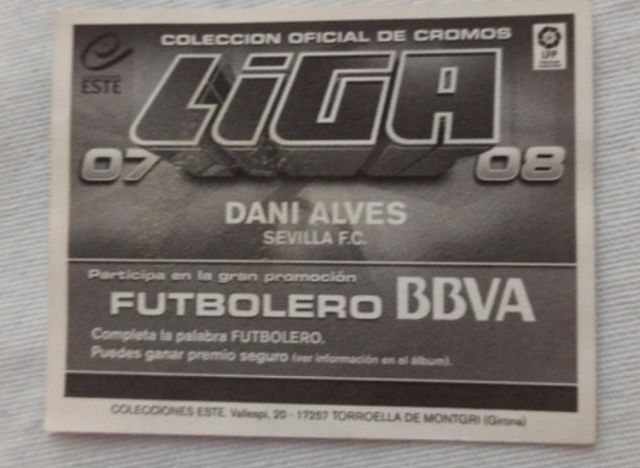 COLECCION OFICIAL DE CROMOS
ESTE
LFP
LIGA
07 08
DANI ALVES
SEVILLA F.C.
Participa en la gran promoción
FUTBOLERO BBVA
Completa la palabra FUTBOLERO.
Puedes ganar premio seguro (ver información en el álbum).
COLECCIONES ESTE. Vallespi, 20 - 17257 TORROELLA DE MONTGRI (Girona)